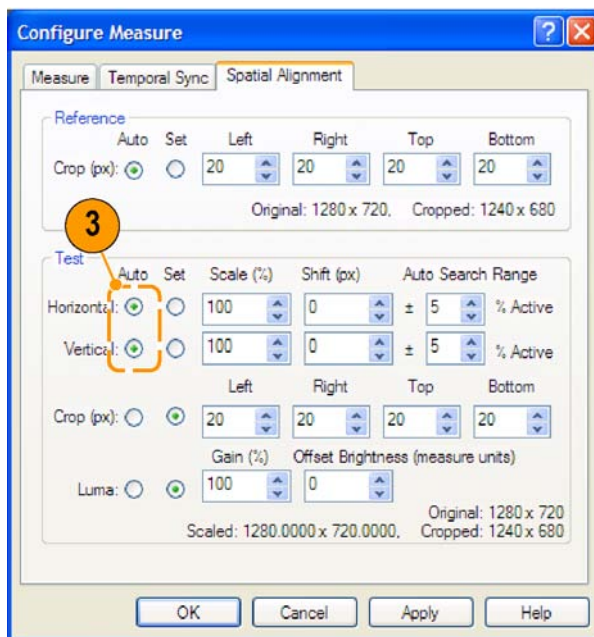 Configure Measure
Measure Temporal Sync Spatial Alignment
Reference
Auto Set Left Right Top Bottom
Crop (px): 20 20 20 20
Original: 1280 x 720, Cropped: 1240 x 680
3
Test
Auto Set Scale (%) Shift (px) Auto Search Range
Horizontal: 100 0 ± 5 % Active
Vertical: 100 0 ± 5 % Active
Left Right Top Bottom
Crop (px): 20 20 20 20
Gain (%) Offset Brightness (measure units)
Luma: 100 0
Original: 1280 x 720
Scaled: 1280.0000 x 720.0000, Cropped: 1240 x 680
OK Cancel Apply Help